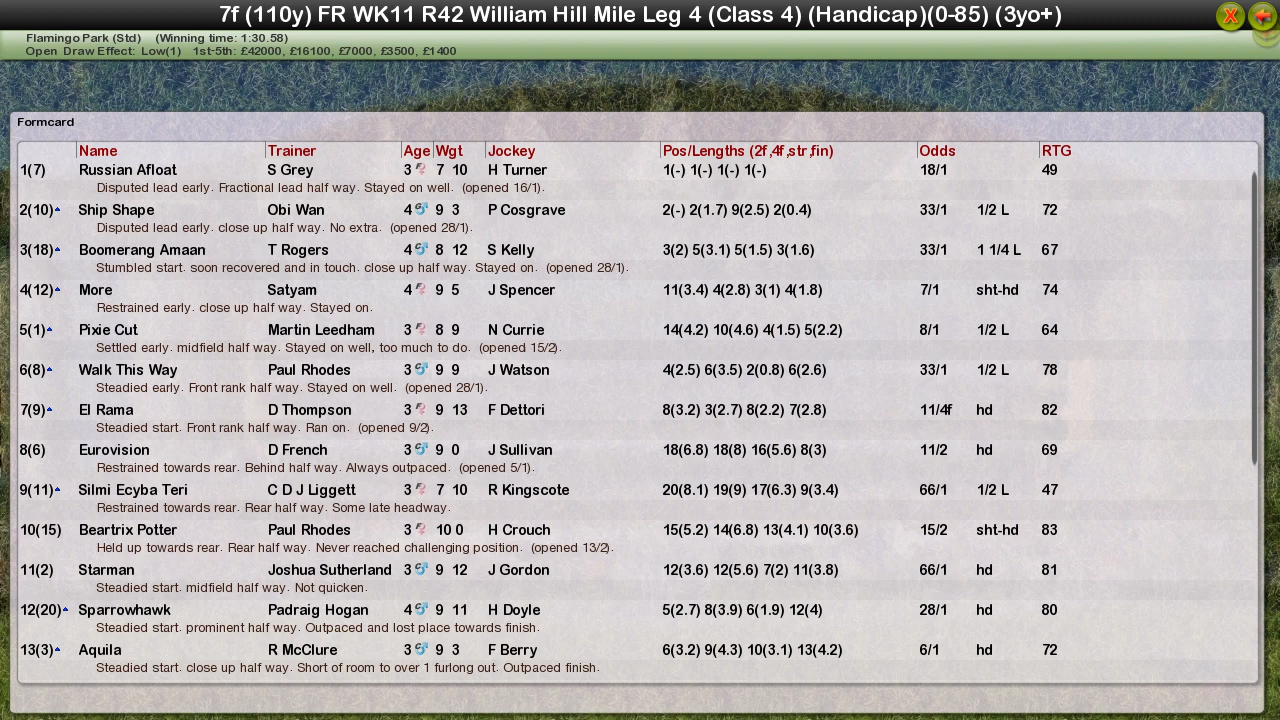 7f (110y) FR WK11 R42 William Hill Mile Leg 4 (Class 4) (Handicap)(0-85) (3yo+)
X
Flamingo Park (Std) (Winning time: 1:30.58)
Open Draw Effect: Low(1) 1st-5th: £42000, £16100, £7000, £3500, £1400
Formcard
Name Trainer Age Wgt Jockey Pos/Lengths (2f,4f,str,fin) Odds RTG
1(7) Russian Afloat S Grey 3 7 10 H Turner 1(-) 1(-) 1(-) 1(-) 18/1 49
Disputed lead early. Fractional lead half way. Stayed on well. (opened 16/1).
2(10) Ship Shape Obi Wan 4 9 3 P Cosgrave 2(-) 2(1.7) 9(2.5) 2(0.4) 33/1 1/2 L 72
Disputed lead early. close up half way. No extra. (opened 28/1).
3(18) Boomerang Amaan T Rogers 4 8 12 S Kelly 3(2) 5(3.1) 5(1.5) 3(1.6) 33/1 1 1/4 L 67
Stumbled start. soon recovered and in touch. close up half way. Stayed on. (opened 28/1).
4(12) More Satyam 4 9 5 J Spencer 11(3.4) 4(2.8) 3(1) 4(1.8) 7/1 sht-hd 74
Restrained early. close up half way. Stayed on.
5(1) Pixie Cut Martin Leedham 3 8 9 N Currie 14(4.2) 10(4.6) 4(1.5) 5(2.2) 8/1 1/2 L 64
Settled early. midfield half way. Stayed on well, too much to do. (opened 15/2).
6(8) Walk This Way Paul Rhodes 3 9 9 J Watson 4(2.5) 6(3.5) 2(0.8) 6(2.6) 33/1 1/2 L 78
Steadied early. Front rank half way. Stayed on well. (opened 28/1).
7(9) El Rama D Thompson 3 9 13 F Dettori 8(3.2) 3(2.7) 8(2.2) 7(2.8) 11/4f hd 82
Steadied start. Front rank half way. Ran on. (opened 9/2).
8(6) Eurovision D French 3 9 0 J Sullivan 18(6.8) 18(8) 16(5.6) 8(3) 11/2 hd 69
Restrained towards rear. Behind half way. Always outpaced. (opened 5/1).
9(11) Silmi Ecyba Teri C D J Liggett 3 7 10 R Kingscote 20(8.1) 19(9) 17(6.3) 9(3.4) 66/1 1/2 L 47
Restrained towards rear. Rear half way. Some late headway.
10(15) Beartrix Potter Paul Rhodes 3 10 0 H Crouch 15(5.2) 14(6.8) 13(4.1) 10(3.6) 15/2 sht-hd 83
Held up towards rear. Rear half way. Never reached challenging position. (opened 13/2).
11(2) Starman Joshua Sutherland 3 9 12 J Gordon 12(3.6) 12(5.6) 7(2) 11(3.8) 66/1 hd 81
Steadied start. midfield half way. Not quicken.
12(20) Sparrowhawk Padraig Hogan 4 9 11 H Doyle 5(2.7) 8(3.9) 6(1.9) 12(4) 28/1 hd 80
Steadied start. prominent half way. Outpaced and lost place towards finish.
13(3) Aquila R McClure 3 9 3 F Berry 6(3.2) 9(4.3) 10(3.1) 13(4.2) 6/1 hd 72
Steadied start. close up half way. Short of room to over 1 furlong out. Outpaced finish.